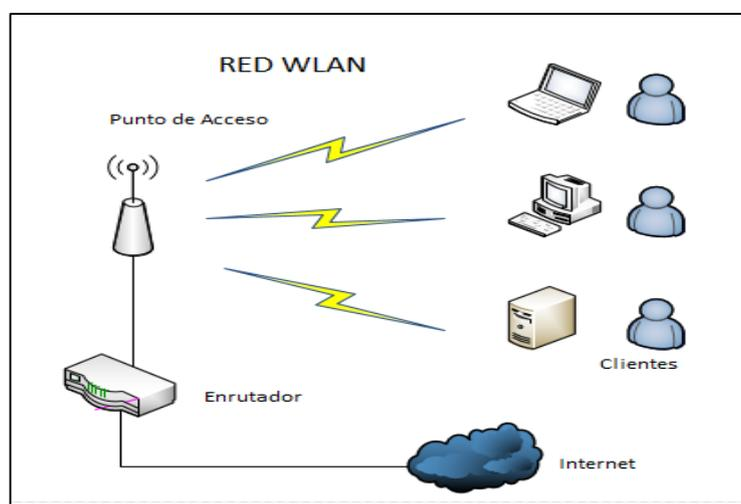 RED WLAN
Punto de Acceso
Clientes
Enrutador
Internet